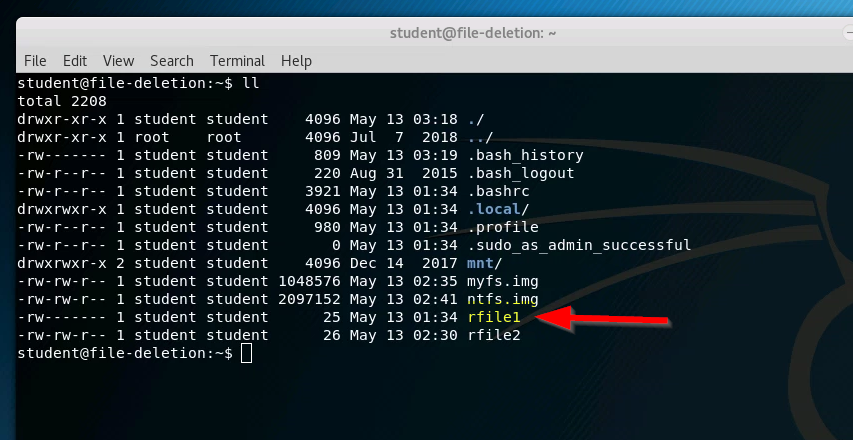 student@file-deletion: ~
File Edit View Search Terminal Help
student@file-deletion:~$ ll
total 2208
drwxr-xr-x 1 student student    4096 May 13 03:18 ./
drwxr-xr-x 1 root    root       4096 Jul  7  2018 ../
-rw------- 1 student student     809 May 13 03:19 .bash_history
-rw-r--r-- 1 student student     220 Aug 31  2015 .bash_logout
-rw-r--r-- 1 student student    3921 May 13 01:34 .bashrc
drwxrwxr-x 1 student student    4096 May 13 01:34 .local/
-rw-r--r-- 1 student student     980 May 13 01:34 .profile
-rw-r--r-- 1 student student       0 May 13 01:34 .sudo_as_admin_successful
drwxrwxr-x 2 student student    4096 Dec 14  2017 mnt/
-rw-rw-r-- 1 student student 1048576 May 13 02:35 myfs.img
-rw-rw-r-- 1 student student 2097152 May 13 02:41 ntfs.img
-rw------- 1 student student      25 May 13 01:34 rfile1
-rw-rw-r-- 1 student student      26 May 13 02:30 rfile2
student@file-deletion:~$